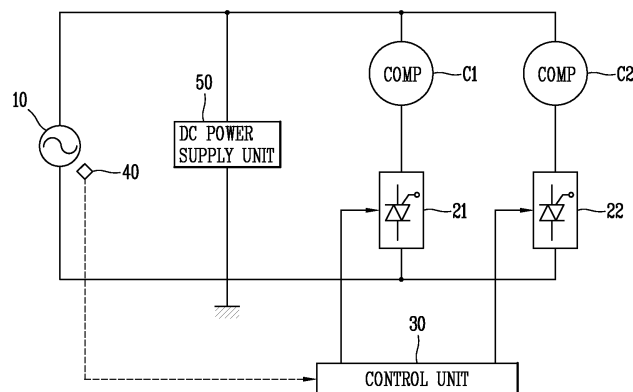 COMP
C1
COMP
C2
10
50
DC POWER
SUPPLY UNIT
40
21
22
30
CONTROL UNIT